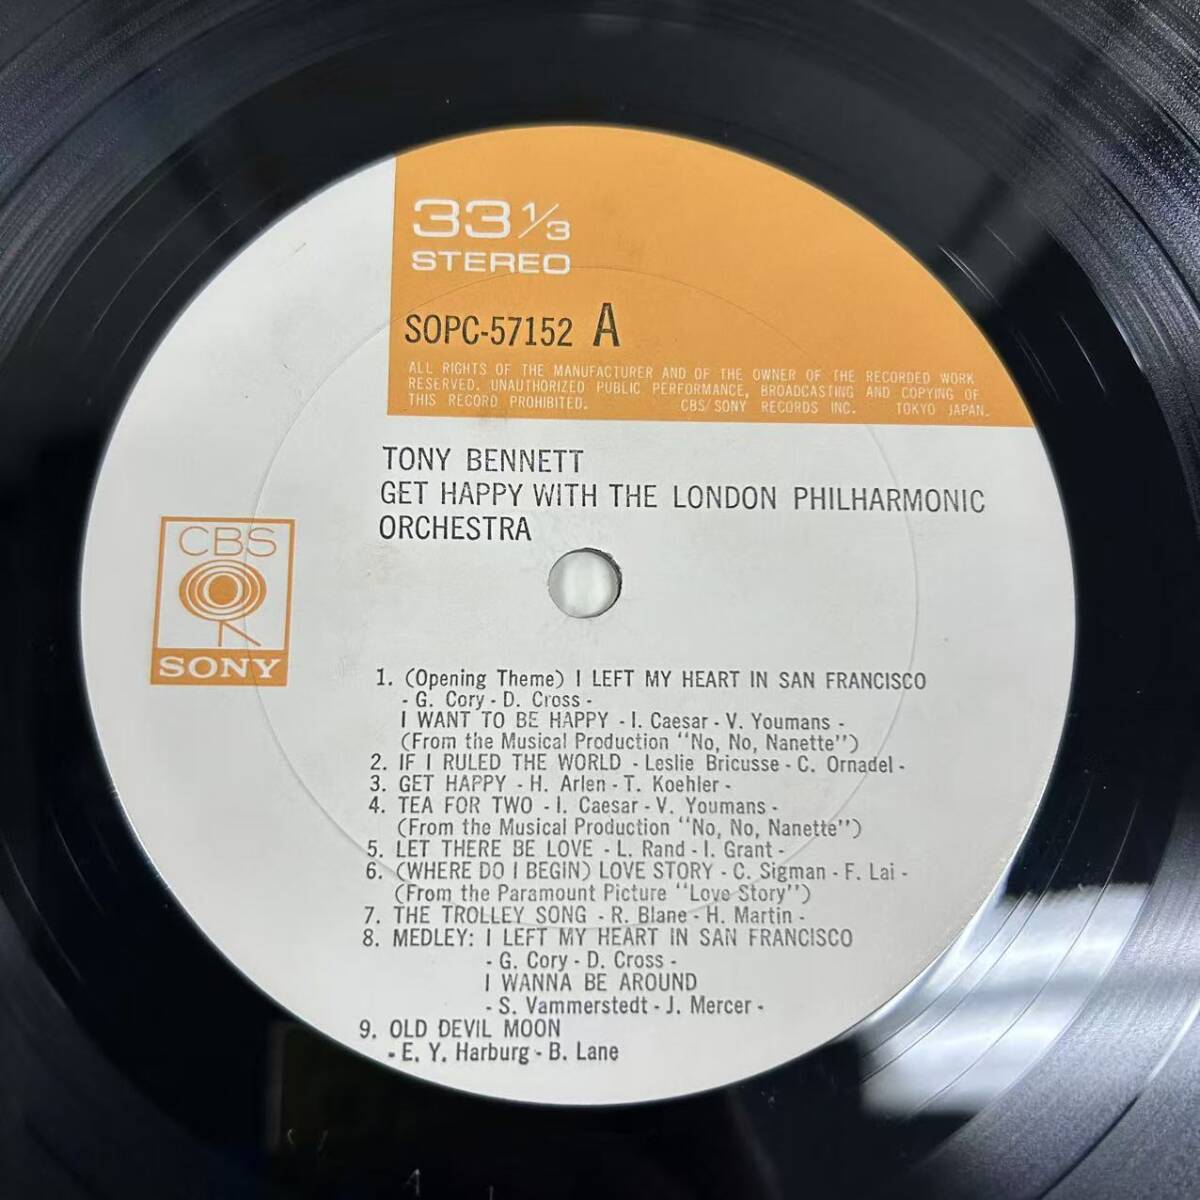 33 1/3
STEREO
SOPC-57152 A
ALL RIGHTS OF THE MANUFACTURER AND OF THE OWNER OF THE RECORDED WORK
RESERVED. UNAUTHORIZED PUBLIC PERFORMANCE, BROADCASTING AND COPYING OF
THIS RECORD PROHIBITED. CBS/SONY RECORDS INC. TOKYO JAPAN.
TONY BENNETT
GET HAPPY WITH THE LONDON PHILHARMONIC
ORCHESTRA
CBS
SONY
1. (Opening Theme) I LEFT MY HEART IN SAN FRANCISCO
- G. Cory - D. Cross -
I WANT TO BE HAPPY - I. Caesar - V. Youmans -
(From the Musical Production "No, No, Nanette")
2. IF I RULED THE WORLD - Leslie Bricusse - C. Ornadel -
3. GET HAPPY - H. Arlen - T. Koehler -
4. TEA FOR TWO - I. Caesar - V. Youmans -
(From the Musical Production "No, No, Nanette")
5. LET THERE BE LOVE - L. Rand - I. Grant -
6. (WHERE DO I BEGIN) LOVE STORY - C. Sigman - F. Lai -
(From the Paramount Picture "Love Story")
7. THE TROLLEY SONG - R. Blane - H. Martin -
8. MEDLEY: I LEFT MY HEART IN SAN FRANCISCO
- G. Cory - D. Cross -
I WANNA BE AROUND
- S. Vammerstedt - J. Mercer -
9. OLD DEVIL MOON
- E. Y. Harburg - B. Lane